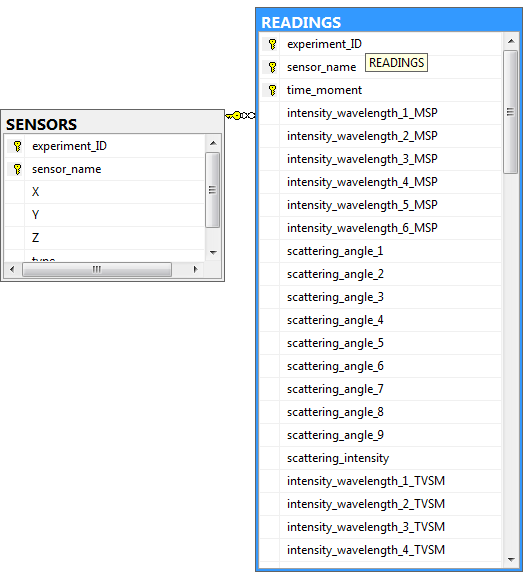 SENSORS
experiment_ID
sensor_name
X
Y
Z
type
READINGS
experiment_ID
sensor_name
READINGS
time_moment
intensity_wavelength_1_MSP
intensity_wavelength_2_MSP
intensity_wavelength_3_MSP
intensity_wavelength_4_MSP
intensity_wavelength_5_MSP
intensity_wavelength_6_MSP
scattering_angle_1
scattering_angle_2
scattering_angle_3
scattering_angle_4
scattering_angle_5
scattering_angle_6
scattering_angle_7
scattering_angle_8
scattering_angle_9
scattering_intensity
intensity_wavelength_1_TVSM
intensity_wavelength_2_TVSM
intensity_wavelength_3_TVSM
intensity_wavelength_4_TVSM